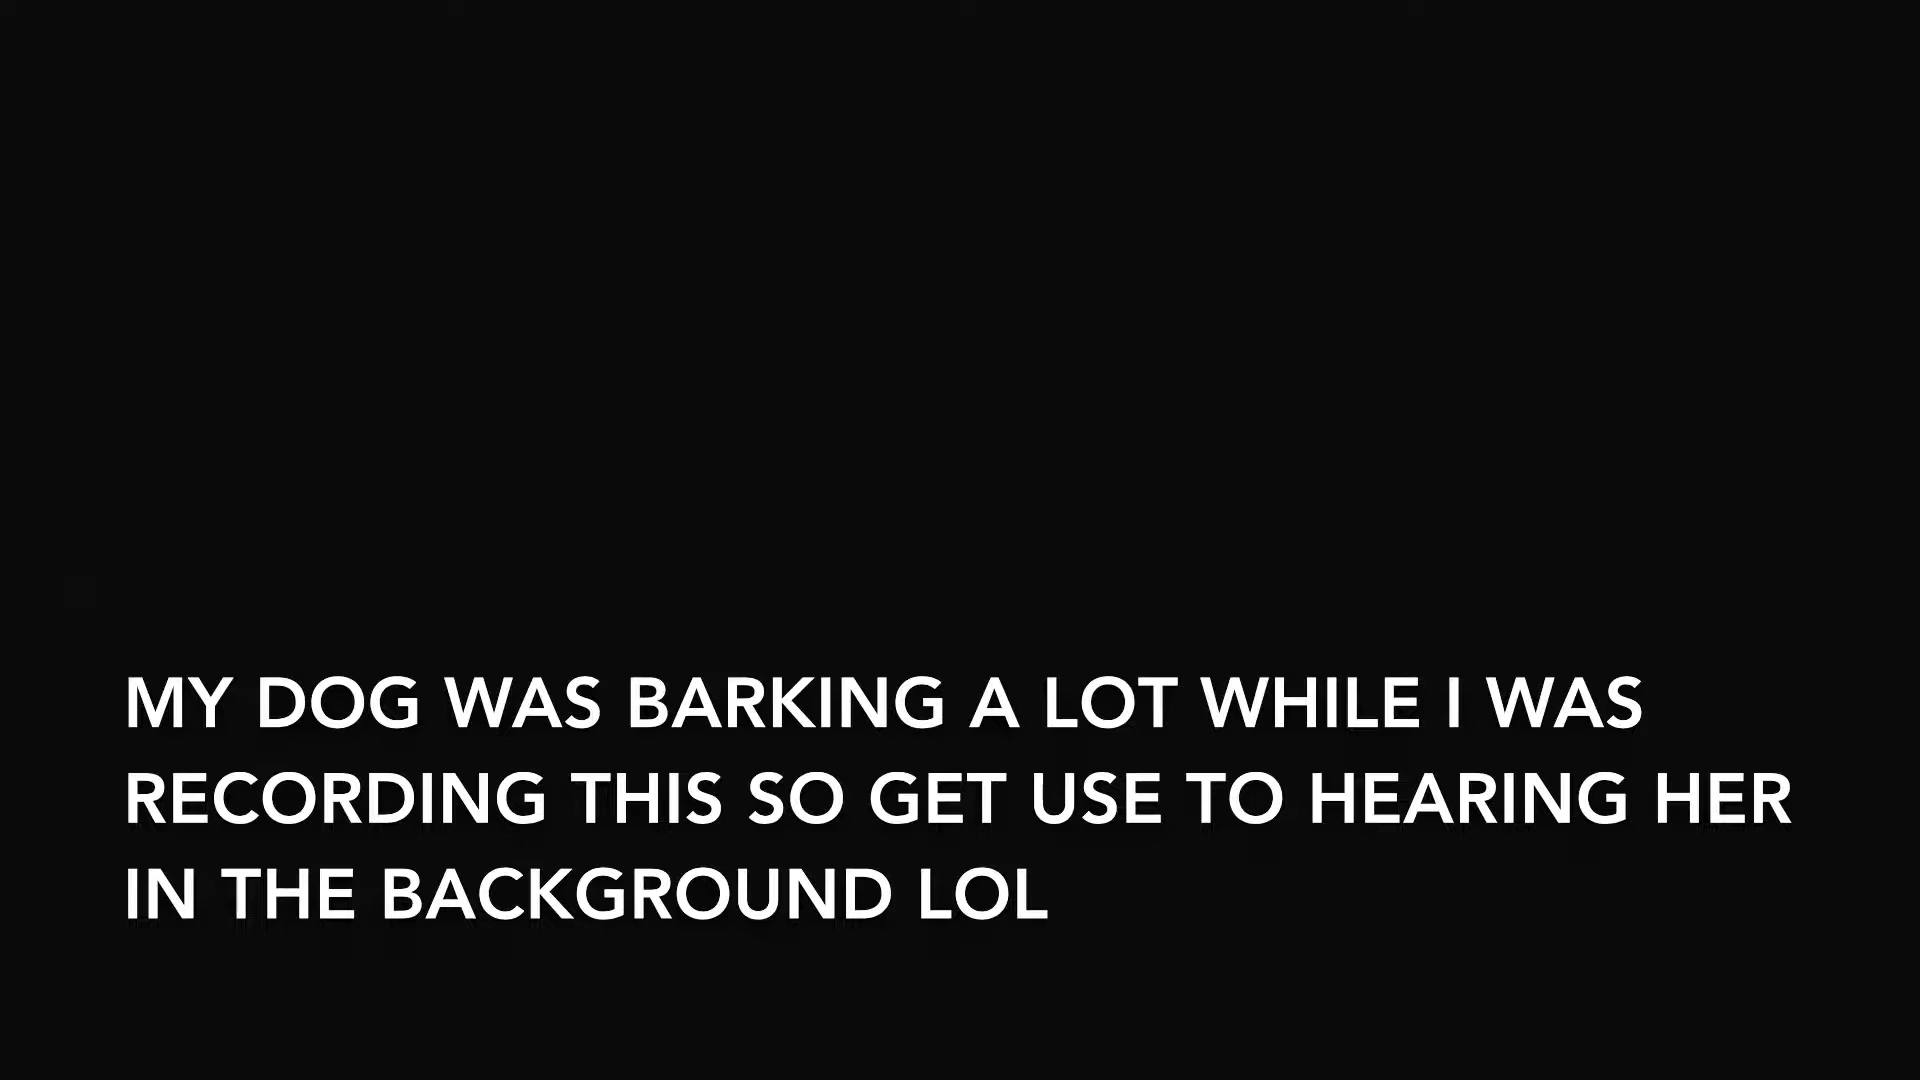 MY DOG WAS BARKING A LOT WHILE I WAS
RECORDING THIS SO GET USE TO HEARING HER
IN THE BACKGROUND LOL